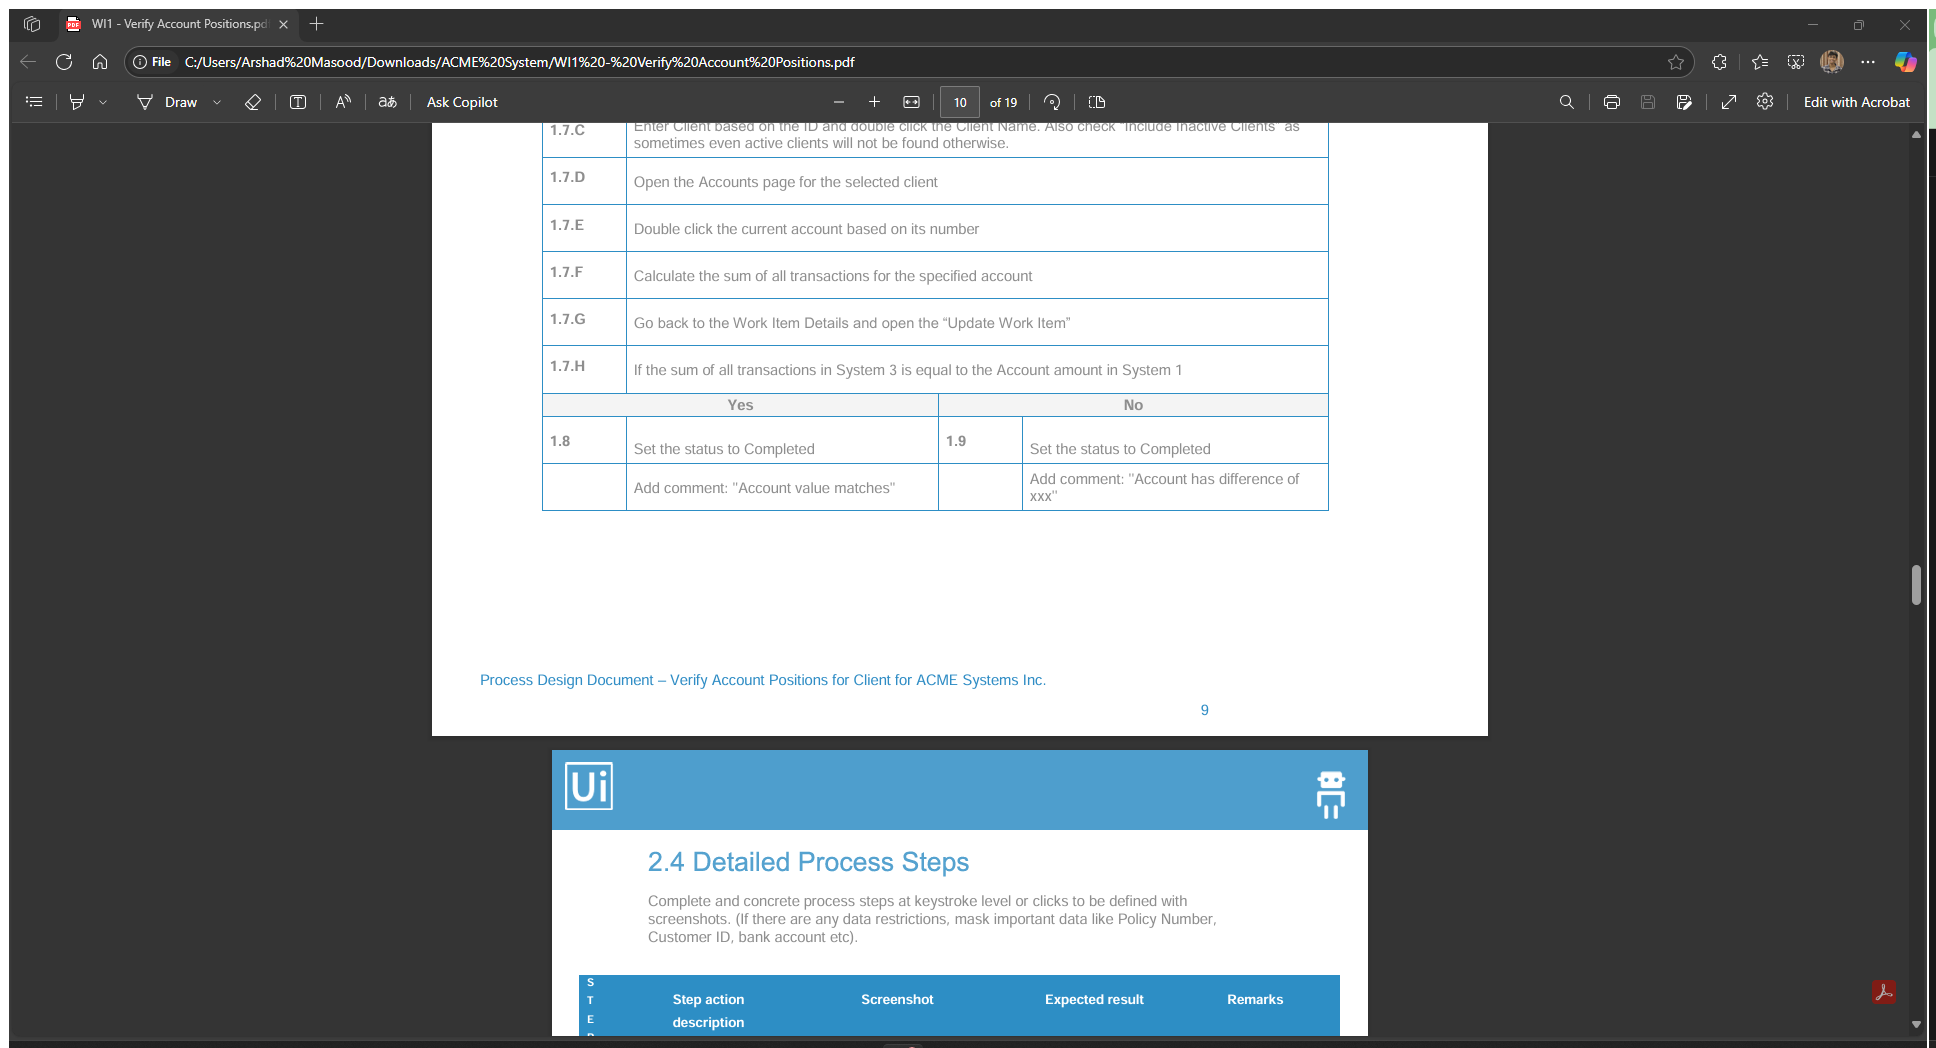 WI1 - Verify Account Positions.pd
File
C:/Users/Arshad%20Masood/Downloads/ACME%20System/WI1%20-%20Verify%20Account%20Positions.pdf
Draw
aあ
Ask Copilot
10 of 19
Edit with Acrobat
1.7.C
Enter Client based on the ID and double click the Client Name. Also check "Include Inactive Clients" as
sometimes even active clients will not be found otherwise.
1.7.D
Open the Accounts page for the selected client
1.7.E
Double click the current account based on its number
1.7.F
Calculate the sum of all transactions for the specified account
1.7.G
Go back to the Work Item Details and open the “Update Work Item”
1.7.H
If the sum of all transactions in System 3 is equal to the Account amount in System 1
Yes
No
1.8
Set the status to Completed
1.9
Set the status to Completed
Add comment: "Account value matches"
Add comment: "Account has difference of
xxx"
Process Design Document – Verify Account Positions for Client for ACME Systems Inc.
9
Ui
2.4 Detailed Process Steps
Complete and concrete process steps at keystroke level or clicks to be defined with
screenshots. (If there are any data restrictions, mask important data like Policy Number,
Customer ID, bank account etc).
S
T
E
P
Step action
description
Screenshot
Expected result
Remarks